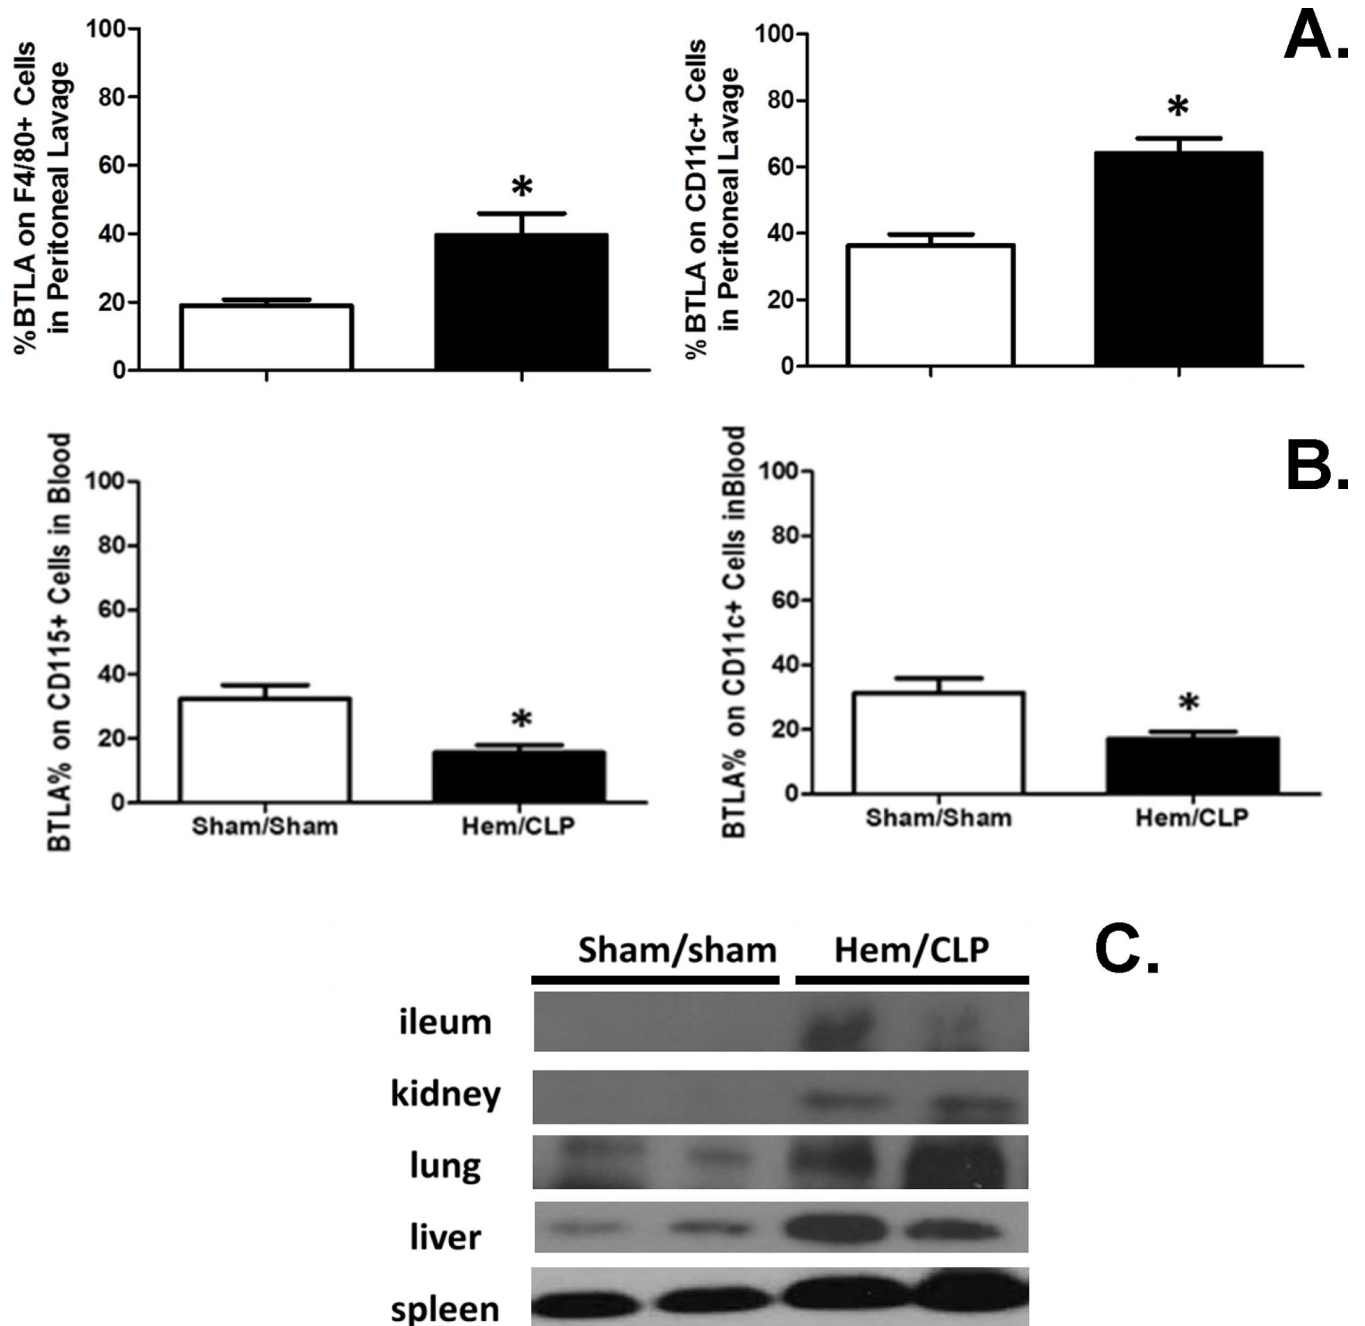 A.
%BTLA on F4/80+ Cells
in Peritoneal Lavage
100
80
60
40
20
0
*
% BTLA on CD11c+ Cells
in Peritoneal Lavage
100
80
60
40
20
0
*
B.
BTLA% on CD115+ Cells in Blood
100
80
60
40
20
0
*
Sham/Sham
Hem/CLP
BTLA% on CD11c+ Cells inBlood
100
80
60
40
20
0
*
Sham/Sham
Hem/CLP
C.
Sham/sham
Hem/CLP
ileum
kidney
lung
liver
spleen